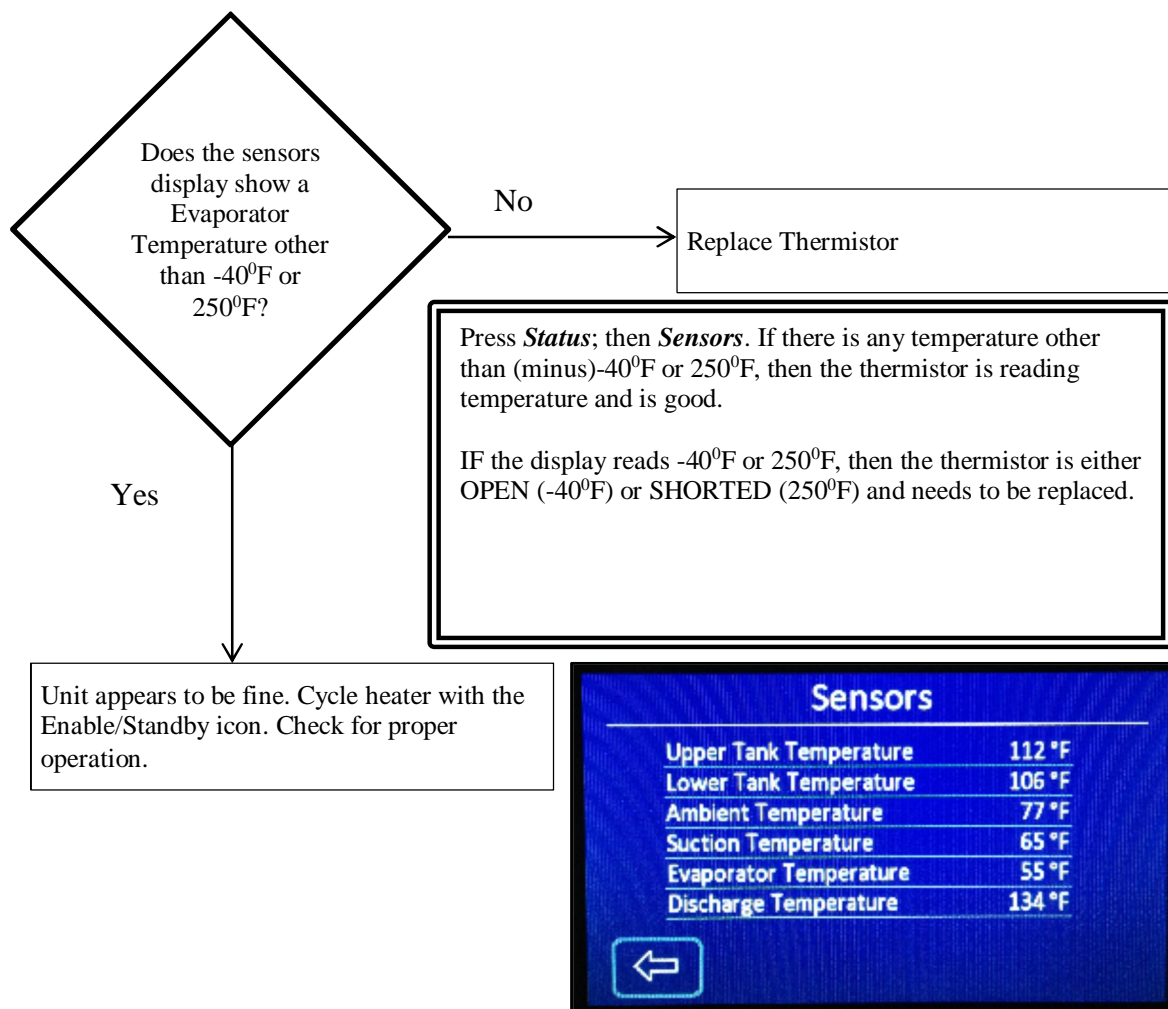 Does the sensors
display show a
Evaporator
Temperature other
than -40⁰F or
250⁰F?
No
Replace Thermistor
Press Status; then Sensors. If there is any temperature other
than (minus)-40⁰F or 250⁰F, then the thermistor is reading
temperature and is good.
IF the display reads -40⁰F or 250⁰F, then the thermistor is either
OPEN (-40⁰F) or SHORTED (250⁰F) and needs to be replaced.
Yes
Unit appears to be fine. Cycle heater with the
Enable/Standby icon. Check for proper
operation.
Sensors
Upper Tank Temperature 112 °F
Lower Tank Temperature 106 °F
Ambient Temperature 77 °F
Suction Temperature 65 °F
Evaporator Temperature 55 °F
Discharge Temperature 134 °F